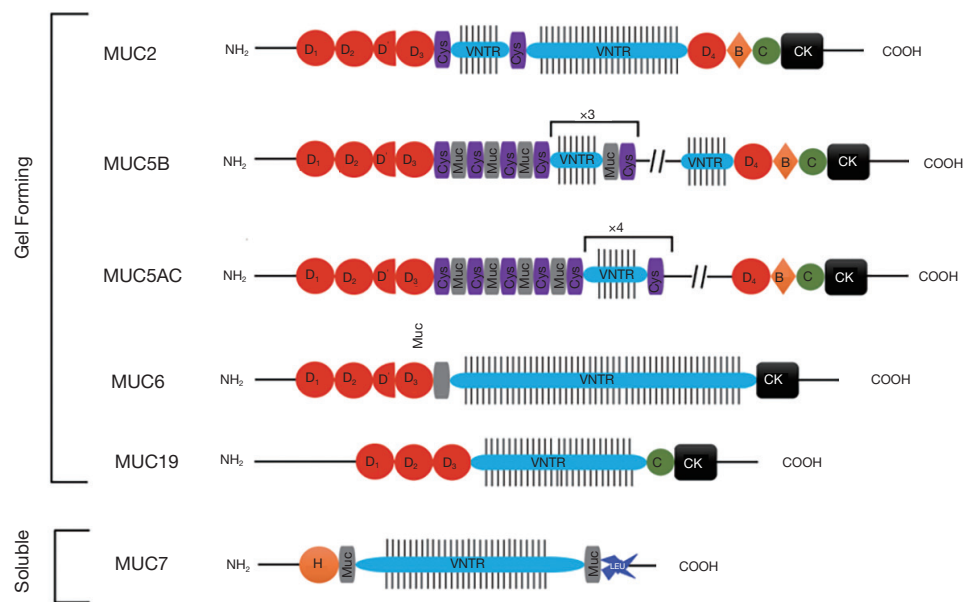 Gel Forming
MUC2 NH₂ D₁ D₂ D' D₃ Cys VNTR Cys VNTR D₄ B C CK COOH
×3
MUC5B NH₂ D₁ D₂ D' D₃ Cys Muc Cys Muc Cys Muc Cys VNTR Muc Cys // VNTR D₄ B C CK COOH
×4
MUC5AC NH₂ D₁ D₂ D' D₃ Cys Muc Cys Muc Cys Muc Cys Muc Cys VNTR Cys // D₄ B C CK COOH
Muc
MUC6 NH₂ D₁ D₂ D' D₃ VNTR CK COOH
MUC19 NH₂ D₁ D₂ D₃ VNTR C CK COOH
Soluble
MUC7 NH₂ H Muc VNTR Muc LEU COOH